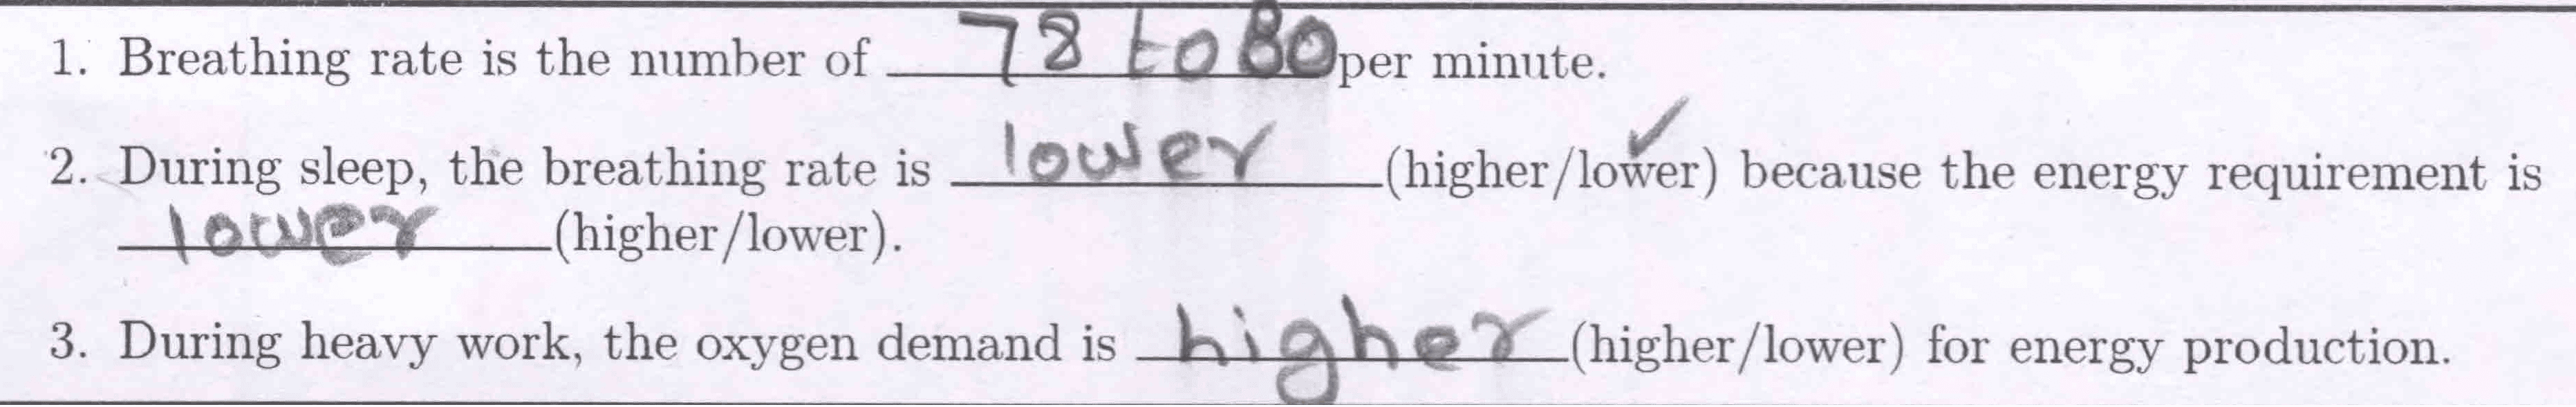 1. Breathing rate is the number of 78 to 80 per minute.
2. During sleep, the breathing rate is lower (higher/lower) because the energy requirement is
lower (higher/lower).
3. During heavy work, the oxygen demand is higher (higher/lower) for energy production.